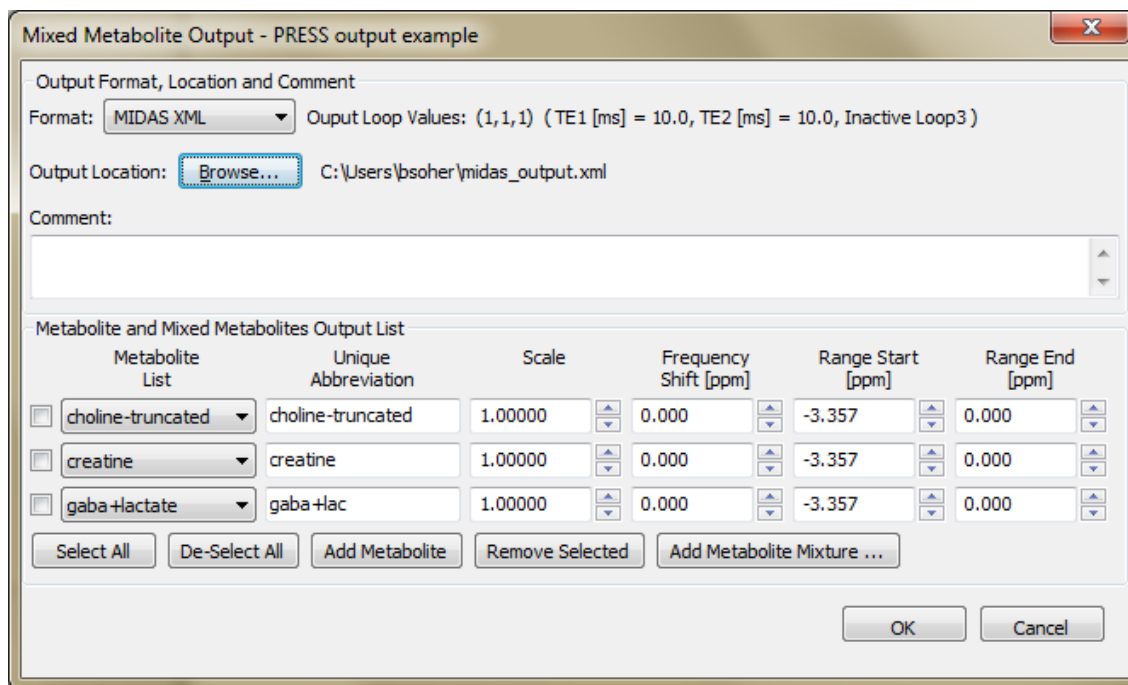 Mixed Metabolite Output - PRESS output example
X
Output Format, Location and Comment
Format: MIDAS XML Ouput Loop Values: (1,1,1) ( TE1 [ms] = 10.0, TE2 [ms] = 10.0, Inactive Loop3 )
Output Location: Browse... C:\Users\bsoher\midas_output.xml
Comment:
Metabolite and Mixed Metabolites Output List
Metabolite Unique Scale Frequency Range Start Range End
List Abbreviation Shift [ppm] [ppm] [ppm]
choline-truncated choline-truncated 1.00000 0.000 -3.357 0.000
creatine creatine 1.00000 0.000 -3.357 0.000
gaba+lactate gaba+lac 1.00000 0.000 -3.357 0.000
Select All De-Select All Add Metabolite Remove Selected Add Metabolite Mixture ...
OK Cancel